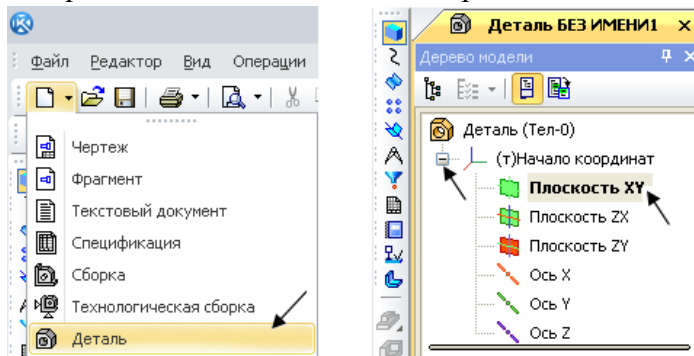 Файл Редактор Вид Операции
Чертеж
Фрагмент
Текстовый документ
Спецификация
Сборка
Технологическая сборка
Деталь
Деталь БЕЗ ИМЕНИ1
Дерево модели
Деталь (Тел-0)
(т)Начало координат
Плоскость XY
Плоскость ZX
Плоскость ZY
Ось X
Ось Y
Ось Z